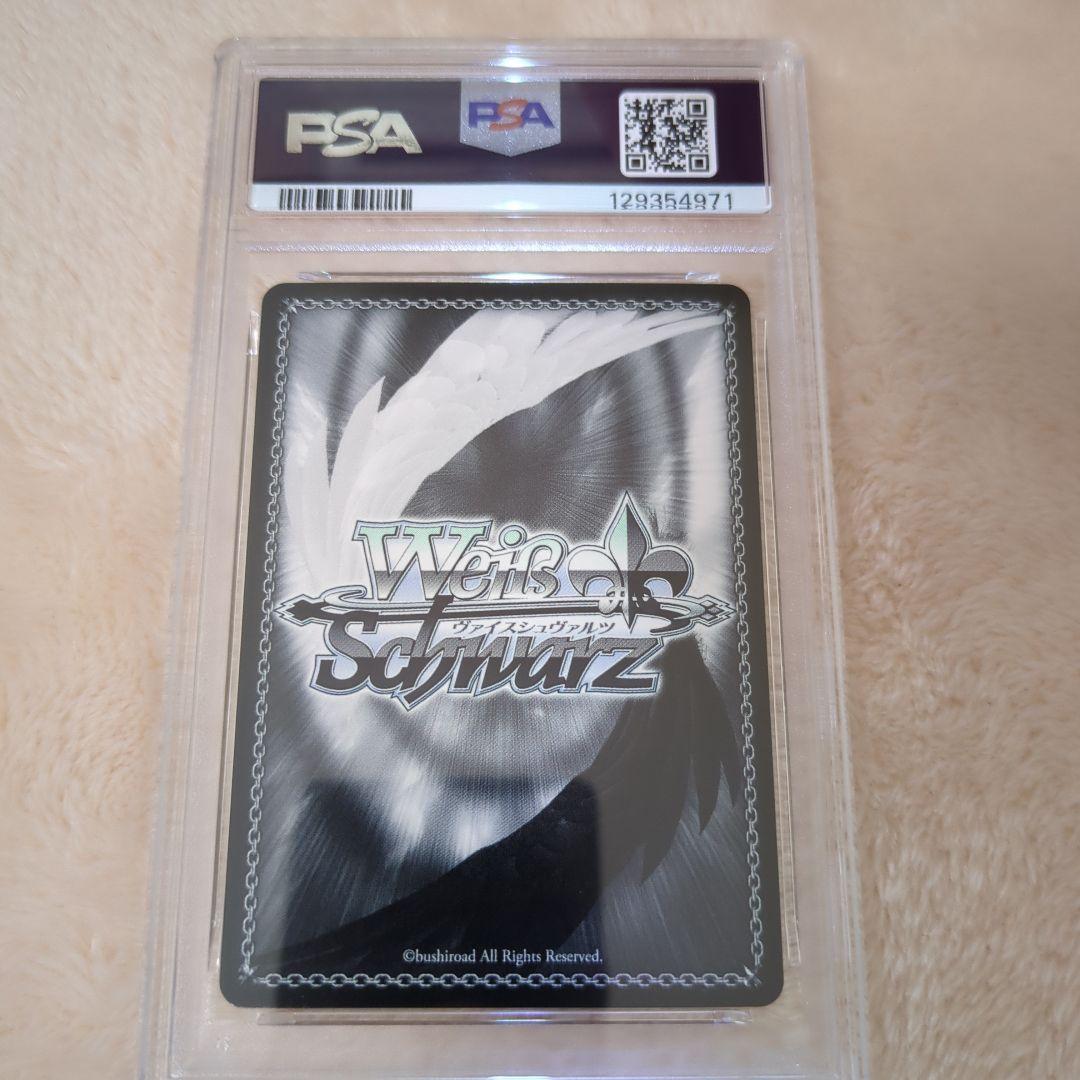 PSA
PSA
129354971
Weiß
ヴァイスシュヴァルツ
Schwarz
©bushiroad All Rights Reserved.